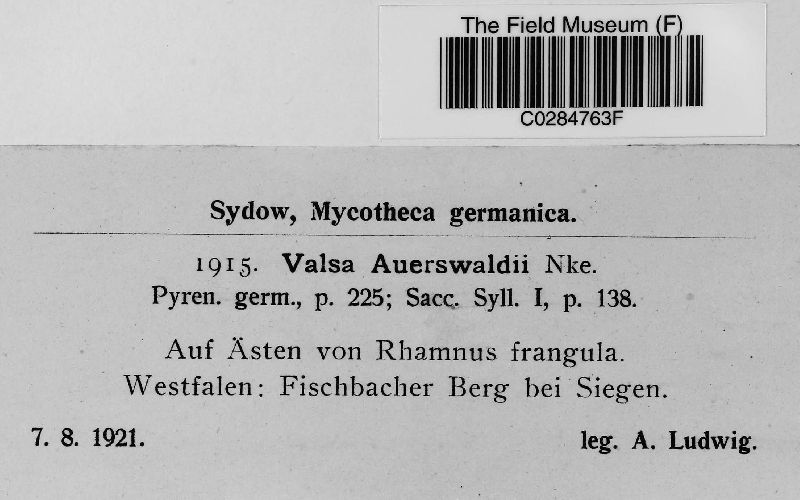 The Field Museum (F)
C0284763F
Sydow, Mycotheca germanica.
1915. Valsa Auerswaldii Nke.
Pyren. germ., p. 225; Sacc. Syll. I, p. 138.
Auf Ästen von Rhamnus frangula.
Westfalen: Fischbacher Berg bei Siegen.
7. 8. 1921. leg. A. Ludwig.